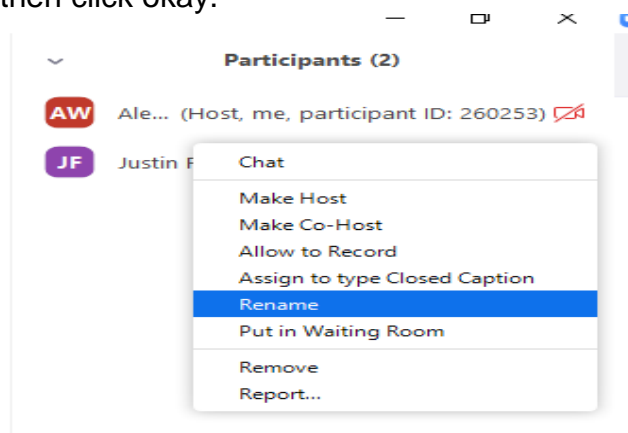 then click okay.
Participants (2)
AW Ale... (Host, me, participant ID: 260253)
JF Justin F
Chat
Make Host
Make Co-Host
Allow to Record
Assign to type Closed Caption
Rename
Put in Waiting Room
Remove
Report...